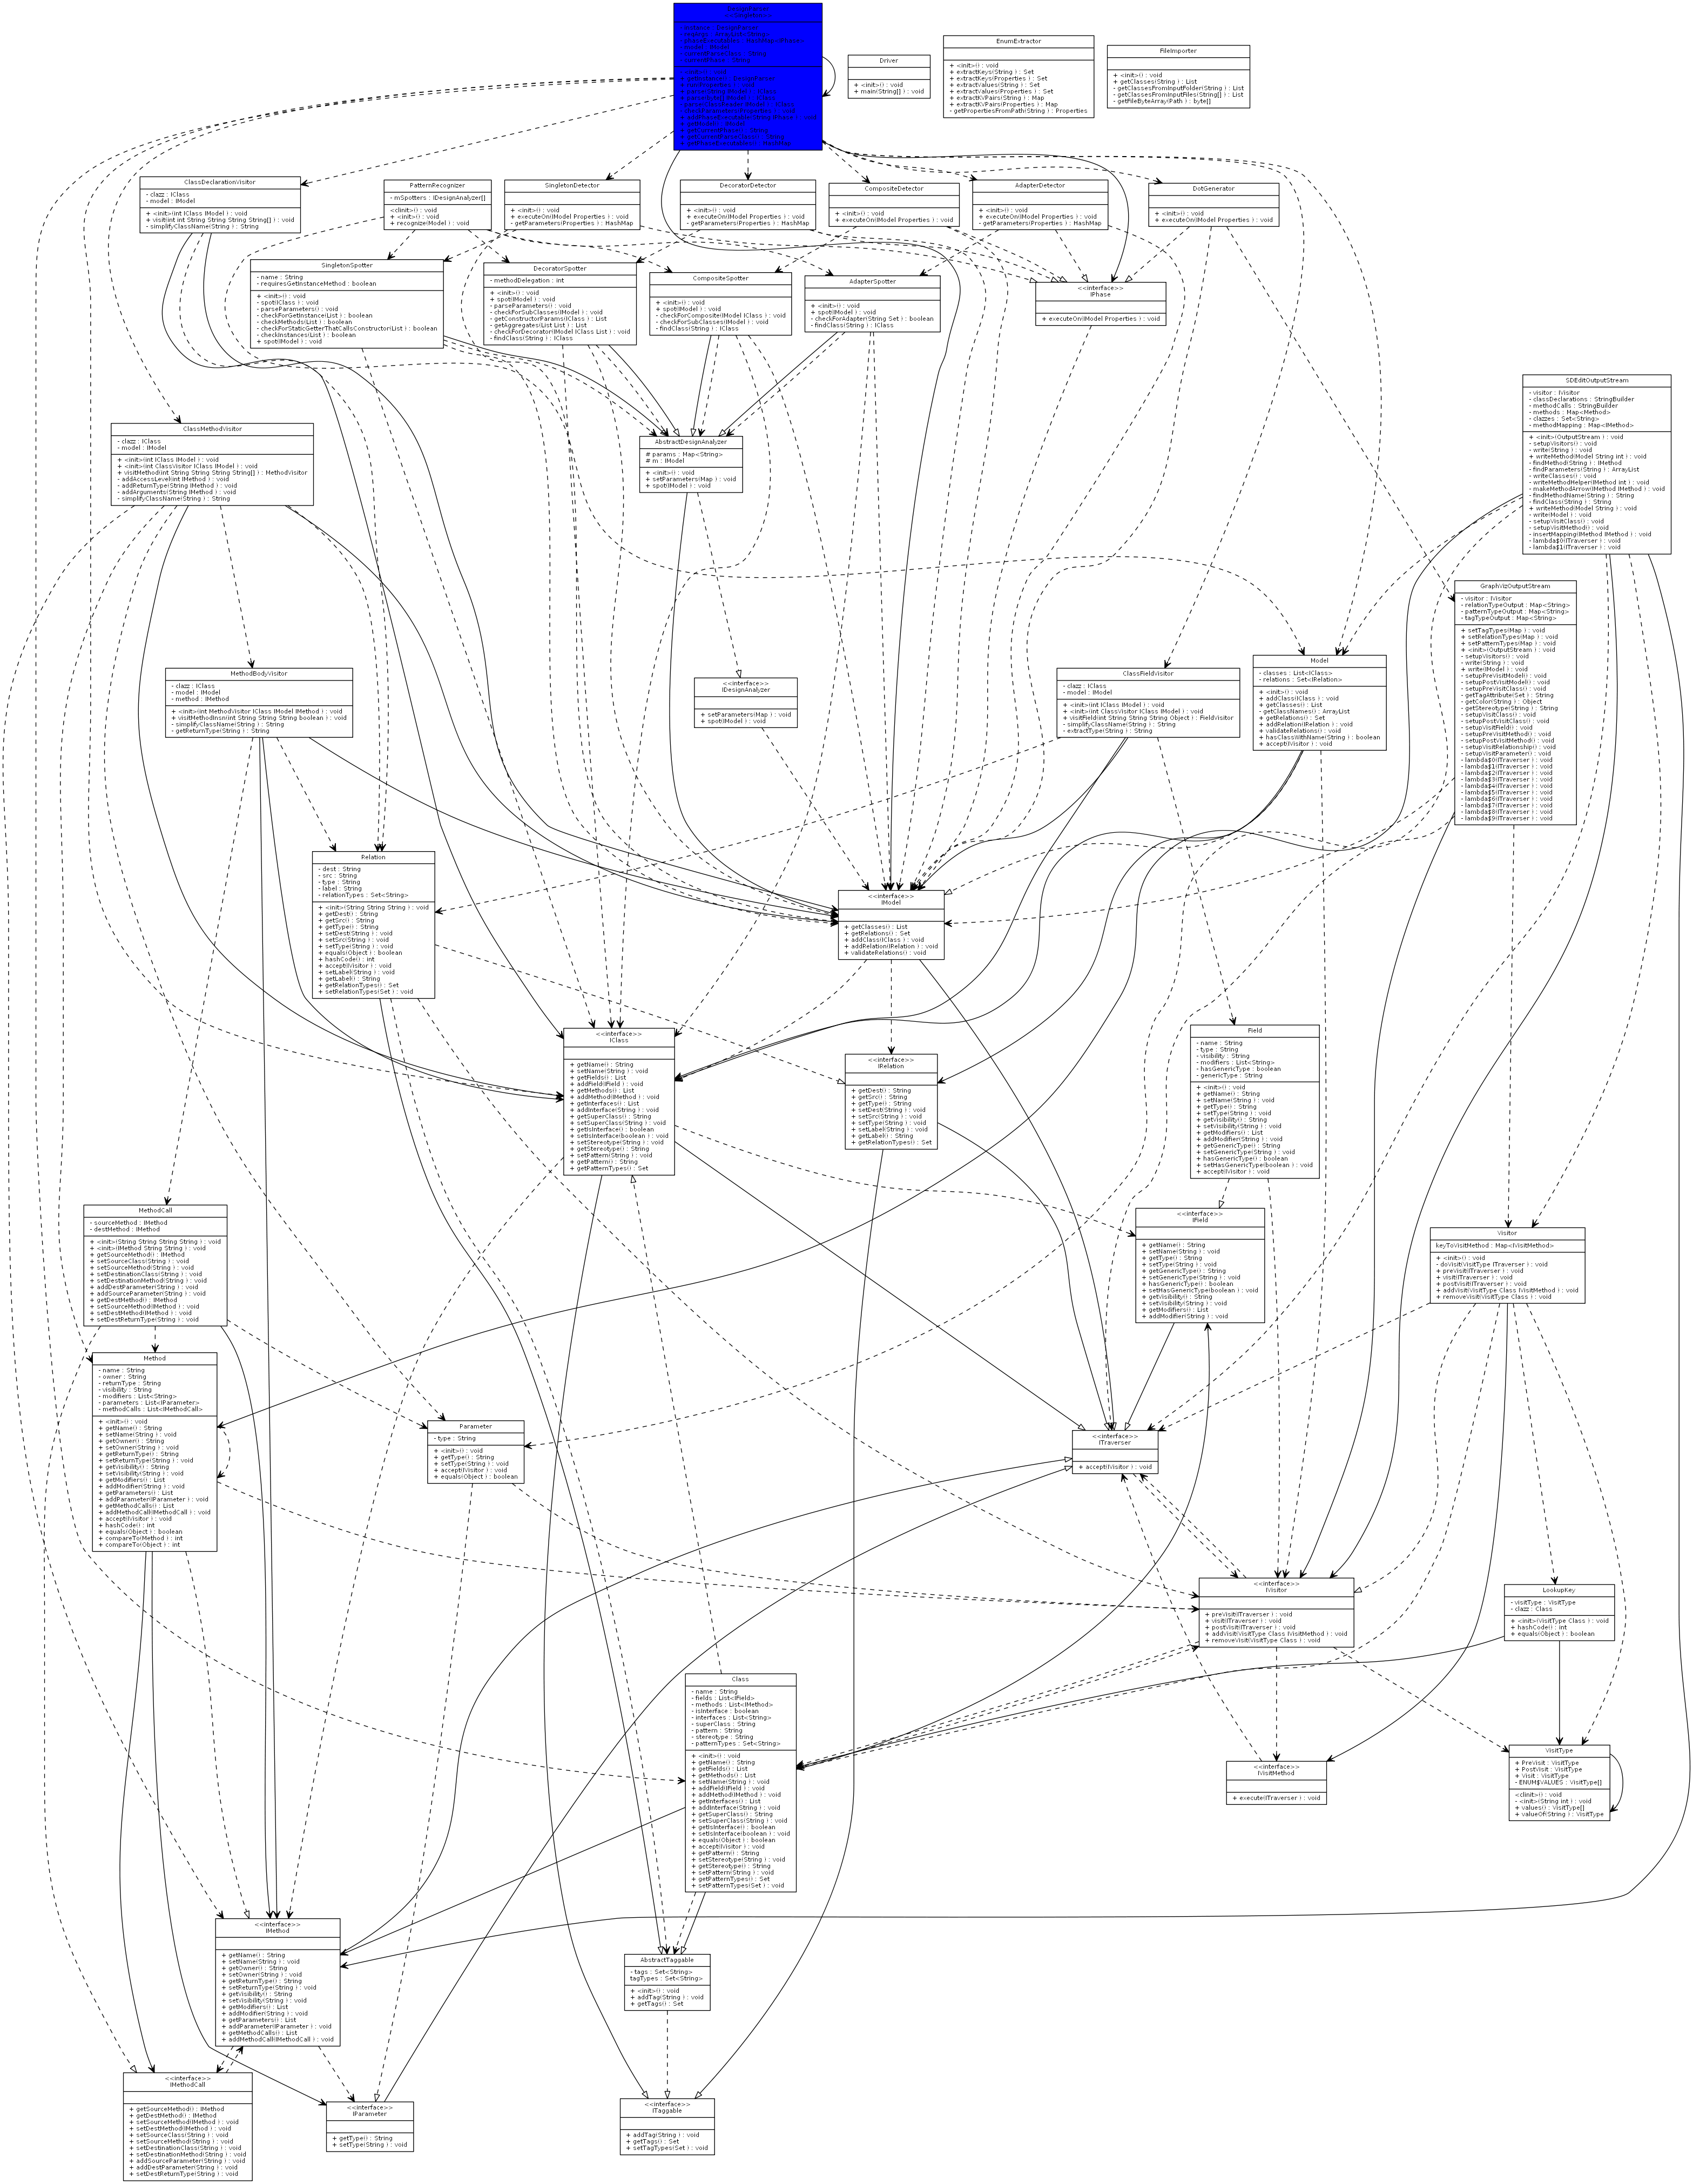 DesignParser
Driver
+ <init>() : void
+ main(String[] ) : void
EnumExtractor
+ <init>() : void
+ extractKeys(String ) : Set
+ extractKeys(Properties ) : Set
+ extractValues(String ) : Set
+ extractValues(Properties ) : Set
+ extractKVPairs(String ) : Map
+ extractKVPairs(Properties ) : Map
- getPropertiesFromPath(String ) : Properties
FileImporter
+ <init>() : void
+ getClasses(String ) : List
- getClassesFromInputFolder(String ) : List
- getClassesFromInputFiles(String[] ) : List
- getFileByteArray(Path ) : byte[]
ClassDeclarationVisitor
- clazz : IClass
- model : IModel
+ <init>(int IClass IModel ) : void
+ visit(int int String String String String[] ) : void
- simplifyClassName(String ) : String
PatternRecognizer
- mSpotters : IDesignAnalyzer[]
<clinit>() : void
+ <init>() : void
+ recognize(Model ) : void
SingletonDetector
+ <init>() : void
+ executeOn(IModel Properties ) : void
- getParameters(Properties ) : HashMap
DecoratorDetector
+ <init>() : void
+ executeOn(IModel Properties ) : void
- getParameters(Properties ) : HashMap
CompositeDetector
+ <init>() : void
+ executeOn(IModel Properties ) : void
AdapterDetector
+ <init>() : void
+ executeOn(IModel Properties ) : void
- getParameters(Properties ) : HashMap
DotGenerator
+ <init>() : void
+ executeOn(IModel Properties ) : void
SingletonSpotter
- name : String
- requiresGetInstanceMethod : boolean
+ <init>() : void
- spot(IClass ) : void
- parseParameters() : void
- checkForGetInstance(List ) : boolean
- checkMethods(List ) : boolean
- checkForStaticGetterThatCallsConstructor(List ) : boolean
- checkInstances(List ) : boolean
+ spot(IModel ) : void
DecoratorSpotter
- methodDelegation : int
+ <init>() : void
+ spot(IModel ) : void
- parseParameters() : void
- checkForSubClasses(IModel ) : void
- getConstructorParams(IClass ) : List
- getAggregates(List List ) : List
- checkForDecorator(IModel IClass List ) : void
- findClass(String ) : IClass
CompositeSpotter
+ <init>() : void
+ spot(IModel ) : void
- checkForComposite(IModel IClass ) : void
- checkForSubClasses(IModel ) : void
- findClass(String ) : IClass
AdapterSpotter
+ <init>() : void
+ spot(IModel ) : void
- checkForAdapter(String Set ) : boolean
- findClass(String ) : IClass
<<interface>>
IPhase
+ executeOn(IModel Properties ) : void
SDEditOutputStream
- visitor : IVisitor
- classDeclarations : StringBuilder
- methodCalls : StringBuilder
- methods : Map<Method>
- clazzes : Set<String>
- methodMapping : Map<IMethod>
+ <init>(OutputStream ) : void
- setupVisitors() : void
- write(String ) : void
+ writeMethod(Model String int ) : void
- findMethod(String ) : IMethod
- findParameters(String ) : ArrayList
- writeClasses() : void
- writeMethodHelper(IMethod int ) : void
- makeMethodArrow(IMethod IMethod ) : void
- findMethodName(String ) : String
- findClass(String ) : String
+ writeMethod(Model String ) : void
- write(Model ) : void
- setupVisitClass() : void
- setupVisitMethod() : void
- insertMapping(IMethod IMethod ) : void
- lambda$0(ITraverser ) : void
- lambda$1(ITraverser ) : void
ClassMethodVisitor
- clazz : IClass
- model : IModel
+ <init>(int IClass IModel ) : void
+ <init>(int ClassVisitor IClass IModel ) : void
+ visitMethod(int String String String String[] ) : MethodVisitor
- addAccessLevel(int IMethod ) : void
- addReturnType(String IMethod ) : void
- addArguments(String IMethod ) : void
- simplifyClassName(String ) : String
AbstractDesignAnalyzer
# params : Map<String>
# m : IModel
+ <init>() : void
+ setParameters(Map ) : void
+ spot(IModel ) : void
GraphVizOutputStream
- visitor : IVisitor
- relationTypeOutput : Map<String>
- patternTypeOutput : Map<String>
- tagTypeOutput : Map<String>
+ setTagTypes(Map ) : void
+ setRelationTypes(Map ) : void
+ setPatternTypes(Map ) : void
+ <init>(OutputStream ) : void
- setupVisitors() : void
- write(String ) : void
+ write(IModel ) : void
- setupPreVisitModel() : void
- setupPostVisitModel() : void
- setupPreVisitClass() : void
- getTagAttribute(Set ) : String
- getColor(String ) : Object
- getStereotype(String ) : String
- setupVisitClass() : void
- setupPostVisitClass() : void
- setupVisitField() : void
- setupPreVisitMethod() : void
- setupPostVisitMethod() : void
- setupVisitRelationship() : void
- setupVisitParameter() : void
- lambda$0(ITraverser ) : void
- lambda$1(ITraverser ) : void
- lambda$2(ITraverser ) : void
- lambda$3(ITraverser ) : void
- lambda$4(ITraverser ) : void
- lambda$5(ITraverser ) : void
- lambda$6(ITraverser ) : void
- lambda$7(ITraverser ) : void
- lambda$8(ITraverser ) : void
- lambda$9(ITraverser ) : void
MethodBodyVisitor
- clazz : IClass
- model : IModel
- method : IMethod
+ <init>(int MethodVisitor IClass IModel IMethod ) : void
+ visitMethodInsn(int String String String boolean ) : void
- simplifyClassName(String ) : String
- getReturnType(String ) : String
<<interface>>
IDesignAnalyzer
+ setParameters(Map ) : void
+ spot(IModel ) : void
ClassFieldVisitor
- clazz : IClass
- model : IModel
+ <init>(int IClass IModel ) : void
+ <init>(int ClassVisitor IClass IModel ) : void
+ visitField(int String String String Object ) : FieldVisitor
- simplifyClassName(String ) : String
- extractType(String ) : String
Model
- classes : List<IClass>
- relations : Set<IRelation>
+ <init>() : void
+ addClass(IClass ) : void
+ getClasses() : List
- getClassNames() : ArrayList
+ getRelations() : Set
+ addRelation(IRelation ) : void
+ validateRelations() : void
+ hasClassWithName(String ) : boolean
+ accept(IVisitor ) : void
Relation
- dest : String
- src : String
- type : String
- label : String
- relationTypes : Set<String>
+ <init>(String String String ) : void
+ getDest() : String
+ getSrc() : String
+ getType() : String
+ setDest(String ) : void
+ setSrc(String ) : void
+ setType(String ) : void
+ equals(Object ) : boolean
+ hashCode() : int
+ accept(IVisitor ) : void
+ setLabel(String ) : void
+ getLabel() : String
+ getRelationTypes() : Set
+ setRelationTypes(Set ) : void
<<interface>>
IModel
+ getClasses() : List
+ getRelations() : Set
+ addClass(IClass ) : void
+ addRelation(IRelation ) : void
+ validateRelations() : void
<<interface>>
IClass
+ getName() : String
+ setName(String ) : void
+ getFields() : List
+ addField(IField ) : void
+ getMethods() : List
+ addMethod(IMethod ) : void
+ getInterfaces() : List
+ addInterface(String ) : void
+ getSuperClass() : String
+ setSuperClass(String ) : void
+ getIsInterface() : boolean
+ setIsInterface(boolean ) : void
+ setStereotype(String ) : void
+ getStereotype() : String
+ setPattern(String ) : void
+ getPattern() : String
+ getPatternTypes() : Set
<<interface>>
IRelation
+ getDest() : String
+ getSrc() : String
+ getType() : String
+ setDest(String ) : void
+ setSrc(String ) : void
+ setType(String ) : void
+ setLabel(String ) : void
+ getLabel() : String
+ getRelationTypes() : Set
Field
- name : String
- type : String
- visibility : String
- modifiers : List<String>
- hasGenericType : boolean
- genericType : String
+ <init>() : void
+ getName() : String
+ setName(String ) : void
+ getType() : String
+ setType(String ) : void
+ getVisibility() : String
+ setVisibility(String ) : void
+ getModifiers() : List
+ addModifier(String ) : void
+ getGenericType() : String
+ setGenericType(String ) : void
+ hasGenericType() : boolean
+ setHasGenericType(boolean ) : void
+ accept(IVisitor ) : void
MethodCall
- sourceMethod : IMethod
- destMethod : IMethod
+ <init>(String String String String ) : void
+ <init>(IMethod String String ) : void
+ getSourceMethod() : IMethod
+ setSourceClass(String ) : void
+ setSourceMethod(String ) : void
+ setDestinationClass(String ) : void
+ setDestinationMethod(String ) : void
+ addDestParameter(String ) : void
+ addSourceParameter(String ) : void
+ getDestMethod() : IMethod
+ setSourceMethod(IMethod ) : void
+ setDestMethod(IMethod ) : void
+ setDestReturnType(String ) : void
<<interface>>
IField
+ getName() : String
+ setName(String ) : void
+ getType() : String
+ setType(String ) : void
+ getGenericType() : String
+ setGenericType(String ) : void
+ hasGenericType() : boolean
+ setHasGenericType(boolean ) : void
+ getVisibility() : String
+ setVisibility(String ) : void
+ getModifiers() : List
+ addModifier(String ) : void
Visitor
keyToVisitMethod : Map<IVisitMethod>
+ <init>() : void
- doVisit(VisitType ITraverser ) : void
+ preVisit(ITraverser ) : void
+ visit(ITraverser ) : void
+ postVisit(ITraverser ) : void
+ addVisit(VisitType Class IVisitMethod ) : void
+ removeVisit(VisitType Class ) : void
Method
- name : String
- owner : String
- returnType : String
- visibility : String
- modifiers : List<String>
- parameters : List<IParameter>
- methodCalls : List<IMethodCall>
+ <init>() : void
+ getName() : String
+ setName(String ) : void
+ getOwner() : String
+ setOwner(String ) : void
+ getReturnType() : String
+ setReturnType(String ) : void
+ getVisibility() : String
+ setVisibility(String ) : void
+ getModifiers() : List
+ addModifier(String ) : void
+ getParameters() : List
+ addParameter(IParameter ) : void
+ getMethodCalls() : List
+ addMethodCall(IMethodCall ) : void
+ accept(IVisitor ) : void
+ hashCode() : int
+ equals(Object ) : boolean
+ compareTo(Method ) : int
+ compareTo(Object ) : int
Parameter
- type : String
+ <init>() : void
+ getType() : String
+ setType(String ) : void
+ accept(IVisitor ) : void
+ equals(Object ) : boolean
<<interface>>
ITraverser
+ accept(IVisitor ) : void
<<interface>>
IVisitor
+ preVisit(ITraverser ) : void
+ visit(ITraverser ) : void
+ postVisit(ITraverser ) : void
+ addVisit(VisitType Class IVisitMethod ) : void
+ removeVisit(VisitType Class ) : void
LookupKey
- visitType : VisitType
- clazz : Class
+ <init>(VisitType Class ) : void
+ hashCode() : int
+ equals(Object ) : boolean
Class
- name : String
- fields : List<IField>
- methods : List<IMethod>
- isInterface : boolean
- interfaces : List<String>
- superClass : String
- pattern : String
- stereotype : String
- patternTypes : Set<String>
+ <init>() : void
+ getName() : String
+ getFields() : List
+ getMethods() : List
+ setName(String ) : void
+ addField(IField ) : void
+ addMethod(IMethod ) : void
+ getInterfaces() : List
+ addInterface(String ) : void
+ getSuperClass() : String
+ setSuperClass(String ) : void
+ getIsInterface() : boolean
+ setIsInterface(boolean ) : void
+ equals(Object ) : boolean
+ accept(IVisitor ) : void
+ getPattern() : String
+ setStereotype(String ) : void
+ getStereotype() : String
+ setPattern(String ) : void
+ getPatternTypes() : Set
+ setPatternTypes(Set ) : void
<<interface>>
IVisitMethod
+ execute(ITraverser ) : void
VisitType
+ PreVisit : VisitType
+ PostVisit : VisitType
+ Visit : VisitType
- ENUM$VALUES : VisitType[]
<clinit>() : void
- <init>(String int ) : void
+ values() : VisitType[]
+ valueOf(String ) : VisitType
<<interface>>
IMethod
+ getName() : String
+ setName(String ) : void
+ getOwner() : String
+ setOwner(String ) : void
+ getReturnType() : String
+ setReturnType(String ) : void
+ getVisibility() : String
+ setVisibility(String ) : void
+ getModifiers() : List
+ addModifier(String ) : void
+ getParameters() : List
+ addParameter(IParameter ) : void
+ getMethodCalls() : List
+ addMethodCall(IMethodCall ) : void
AbstractTaggable
- tags : Set<String>
tagTypes : Set<String>
+ <init>() : void
+ addTag(String ) : void
+ getTags() : Set
<<interface>>
IMethodCall
+ getSourceMethod() : IMethod
+ getDestMethod() : IMethod
+ setSourceMethod(IMethod ) : void
+ setDestMethod(IMethod ) : void
+ setSourceClass(String ) : void
+ setSourceMethod(String ) : void
+ setDestinationClass(String ) : void
+ setDestinationMethod(String ) : void
+ addSourceParameter(String ) : void
+ addDestParameter(String ) : void
+ setDestReturnType(String ) : void
<<interface>>
IParameter
+ getType() : String
+ setType(String ) : void
<<interface>>
ITaggable
+ addTag(String ) : void
+ getTags() : Set
+ setTagTypes(Set ) : void